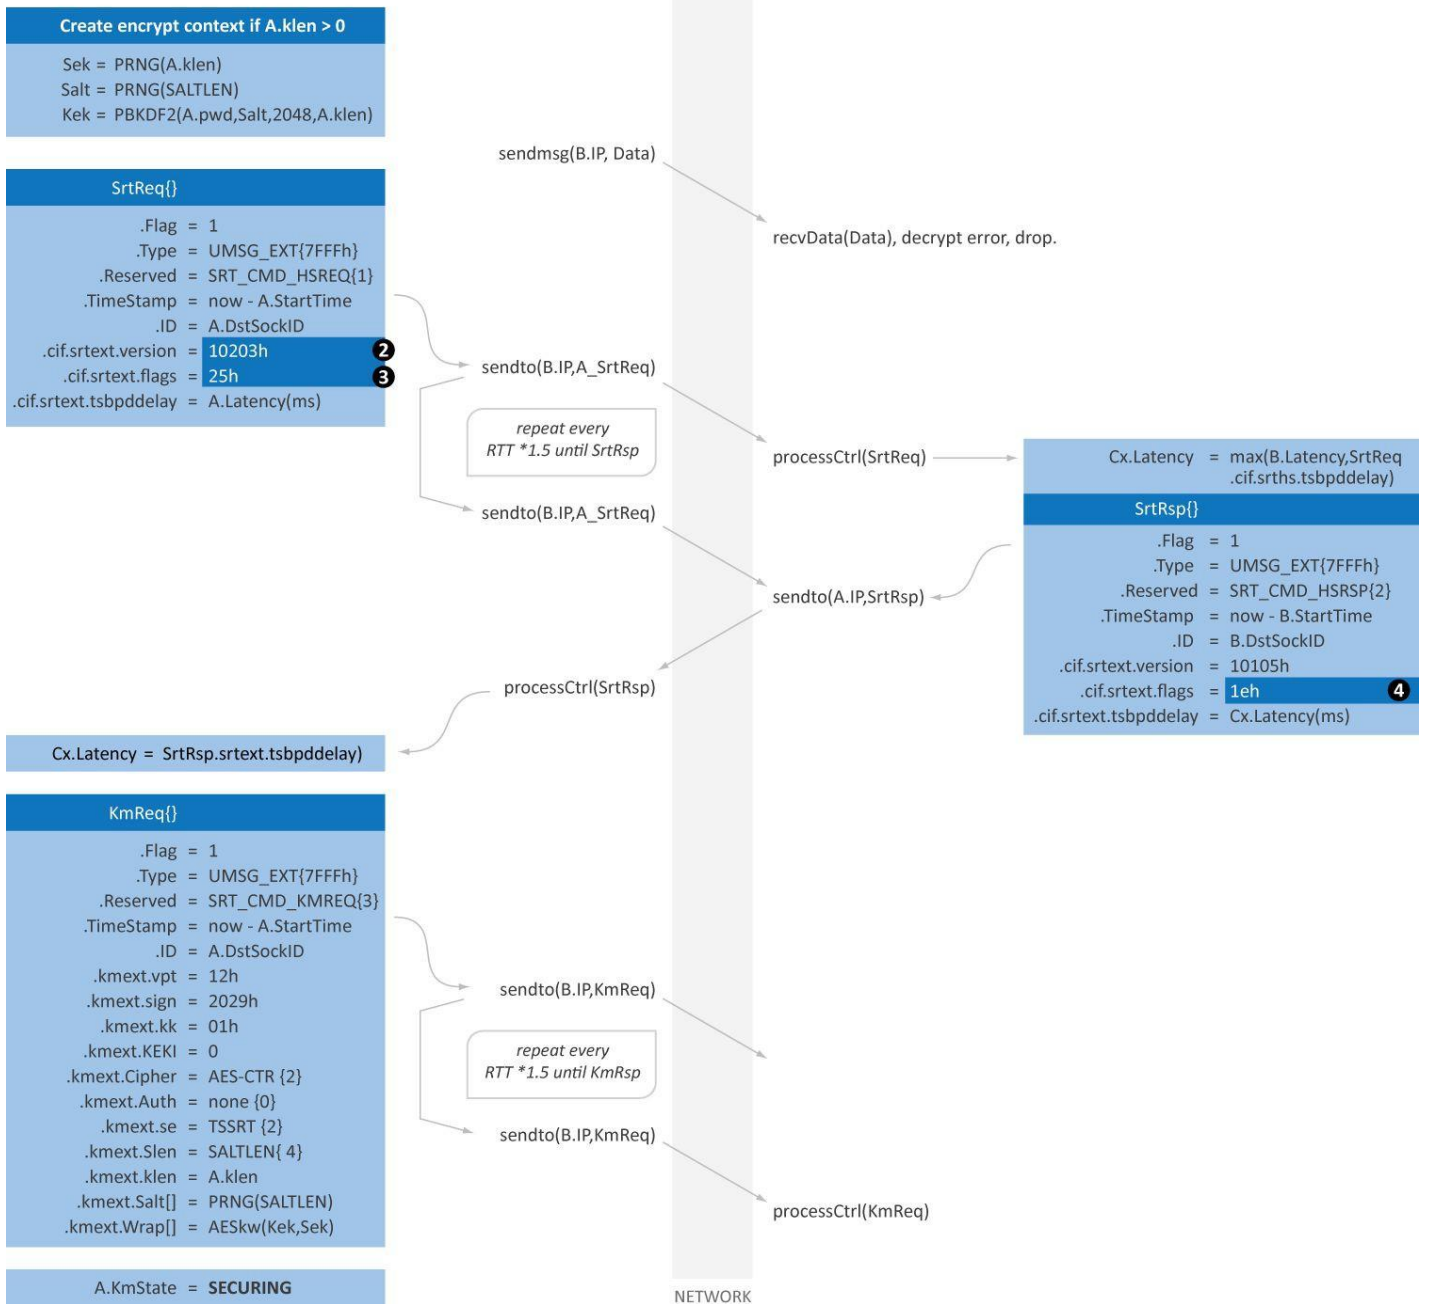 Create encrypt context if A.klen > 0
Sek = PRNG(A.klen)
Salt = PRNG(SALTLEN)
Kek = PBKDF2(A.pwd,Salt,2048,A.klen)
sendmsg(B.IP, Data)
recvData(Data), decrypt error, drop.
SrtReq{}
.Flag = 1
.Type = UMSG_EXT{7FFFh}
.Reserved = SRT_CMD_HSREQ{1}
.TimeStamp = now - A.StartTime
.ID = A.DstSockID
.cif.srtext.version = 10203h 2
.cif.srtext.flags = 25h 3
.cif.srtext.tsbpddelay = A.Latency(ms)
sendto(B.IP,A_SrtReq)
repeat every
RTT *1.5 until SrtRsp
sendto(B.IP,A_SrtReq)
processCtrl(SrtReq)
Cx.Latency = max(B.Latency,SrtReq
.cif.srths.tsbpddelay)
SrtRsp{}
.Flag = 1
.Type = UMSG_EXT{7FFFh}
.Reserved = SRT_CMD_HSRSP{2}
.TimeStamp = now - B.StartTime
.ID = B.DstSockID
.cif.srtext.version = 10105h
.cif.srtext.flags = 1eh 4
.cif.srtext.tsbpddelay = Cx.Latency(ms)
sendto(A.IP,SrtRsp)
processCtrl(SrtRsp)
Cx.Latency = SrtRsp.srtext.tsbpddelay)
KmReq{}
.Flag = 1
.Type = UMSG_EXT{7FFFh}
.Reserved = SRT_CMD_KMREQ{3}
.TimeStamp = now - A.StartTime
.ID = A.DstSockID
.kmext.vpt = 12h
.kmext.sign = 2029h
.kmext.kk = 01h
.kmext.KEKI = 0
.kmext.Cipher = AES-CTR {2}
.kmext.Auth = none {0}
.kmext.se = TSSRT {2}
.kmext.Slen = SALTLEN{ 4}
.kmext.klen = A.klen
.kmext.Salt[] = PRNG(SALTLEN)
.kmext.Wrap[] = AESkw(Kek,Sek)
sendto(B.IP,KmReq)
repeat every
RTT *1.5 until KmRsp
sendto(B.IP,KmReq)
processCtrl(KmReq)
A.KmState = SECURING
NETWORK